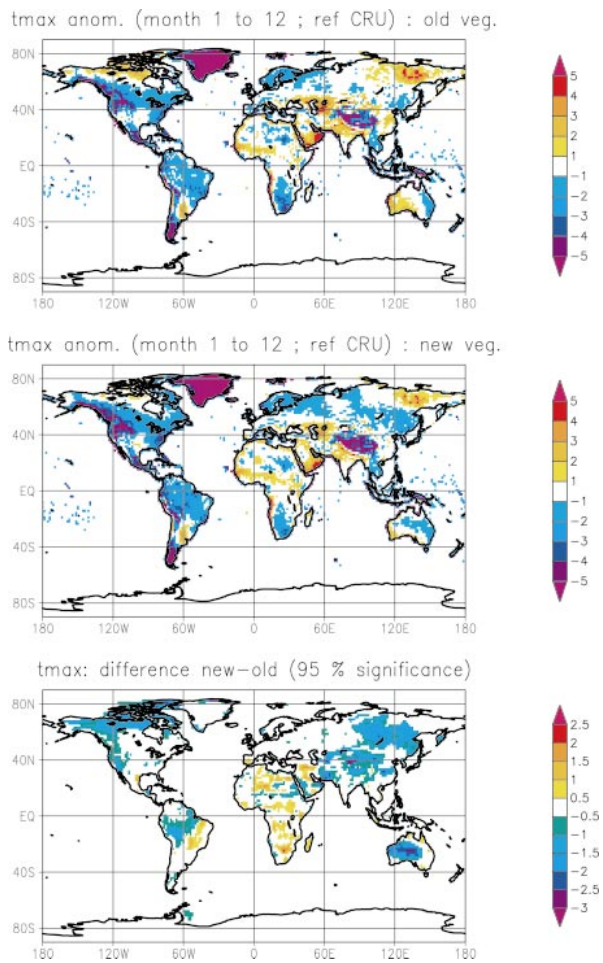 tmax anom. (month 1 to 12 ; ref CRU) : old veg.
80N
40N
EQ
40S
80S
180 120W 60W 0 60E 120E 180
5
4
3
2
1
-1
-2
-3
-4
-5
tmax anom. (month 1 to 12 ; ref CRU) : new veg.
80N
40N
EQ
40S
80S
180 120W 60W 0 60E 120E 180
5
4
3
2
1
-1
-2
-3
-4
-5
tmax: difference new-old (95 % significance)
80N
40N
EQ
40S
80S
180 120W 60W 0 60E 120E 180
2.5
2
1.5
1
0.5
-0.5
-1
-1.5
-2
-2.5
-3